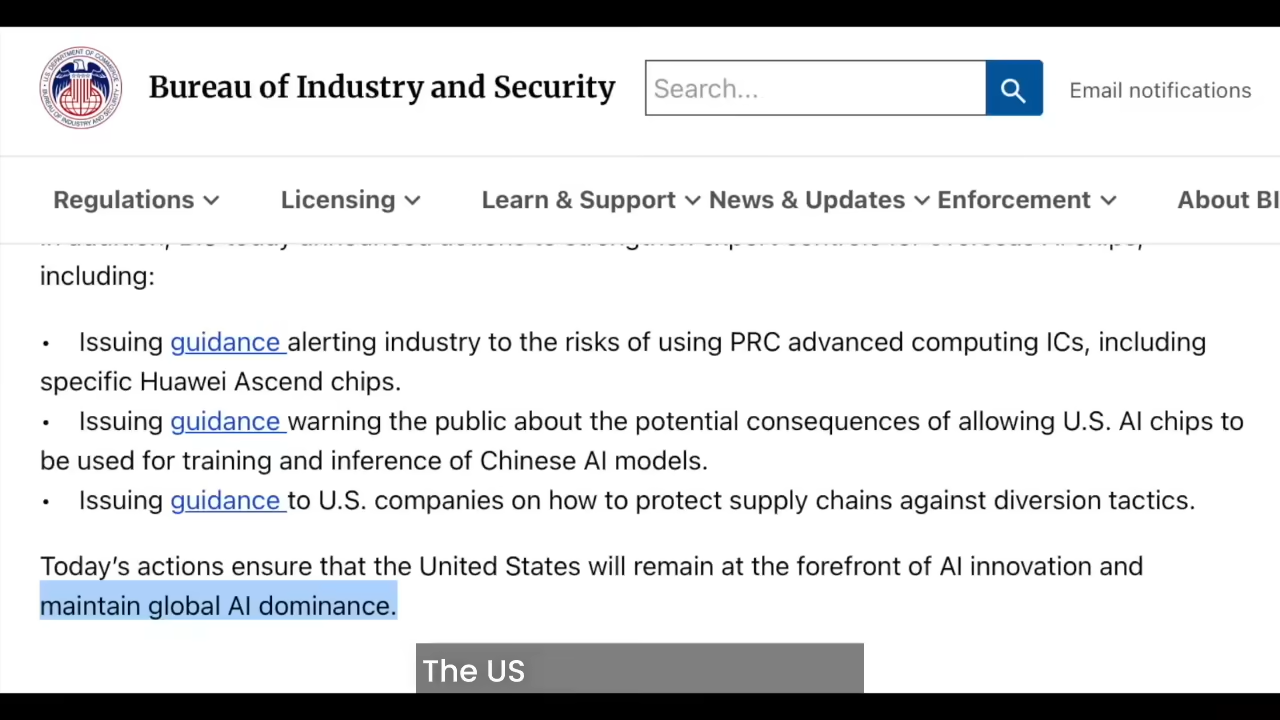 Bureau of Industry and Security
Search...
Email notifications
Regulations
Licensing
Learn & Support
News & Updates
Enforcement
About BI
including:
• Issuing guidance alerting industry to the risks of using PRC advanced computing ICs, including
specific Huawei Ascend chips.
• Issuing guidance warning the public about the potential consequences of allowing U.S. AI chips to
be used for training and inference of Chinese AI models.
• Issuing guidance to U.S. companies on how to protect supply chains against diversion tactics.
Today’s actions ensure that the United States will remain at the forefront of AI innovation and
maintain global AI dominance.
The US